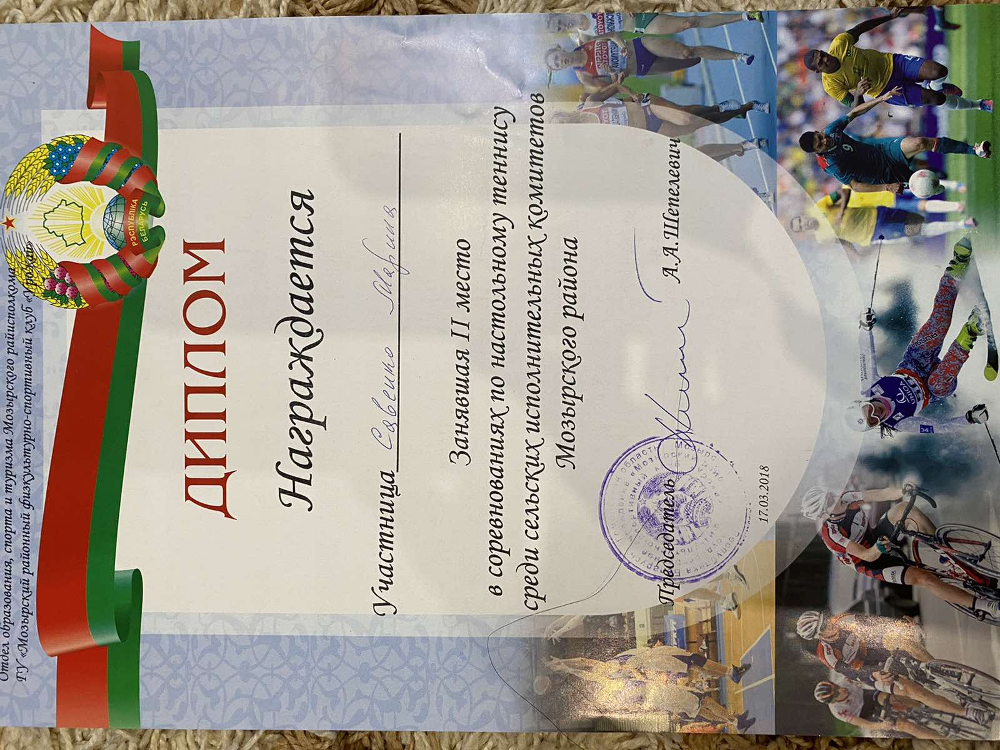 Отдел образования, спорта и туризма Мозырского райисполкома
ГУ «Мозырский районный физкультурно-спортивный клуб
РЭСПУБЛІКА
БЕЛАРУСЬ
ДИПЛОМ
Награждается
Участница Савенко Марина
Занявшая II место
в соревнованиях по настольному теннису
среди сельских исполнительных комитетов
Мозырского района
Председатель А.А.Шепелевич
17.03.2018